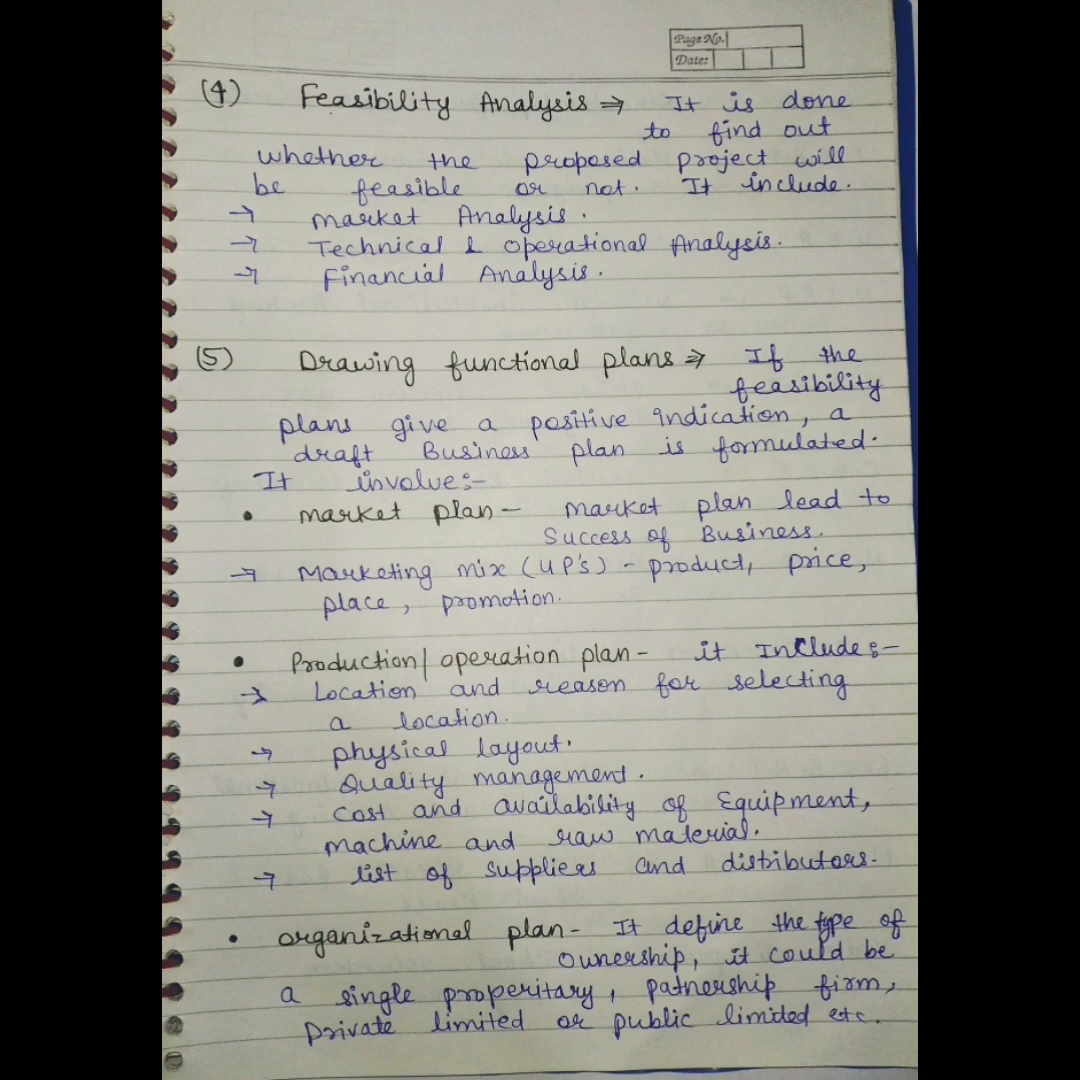 Page No.
Date:
(4) Feasibility Analysis ⇒ It is done
to find out
whether the proposed project will
be feasible or not. It include.
→ market Analysis.
→ Technical & operational Analysis.
→ Financial Analysis.
(5) Drawing functional plans ⇒ If the
feasibility
plans give a positive indication, a
draft Business plan is formulated.
It involve:-
• market plan - market plan lead to
Success of Business.
→ Marketing mix (4P's) - product, price,
place, promotion.
• Production/operation plan - it Include:-
→ Location and reason for selecting
a location.
→ physical layout.
→ Quality management.
→ cost and availability of Equipment,
machine and raw material.
→ list of suppliers and distributors.
• organizational plan - It define the type of
ownership, it could be
a single properitary, patnership firm,
private limited or public limited etc.